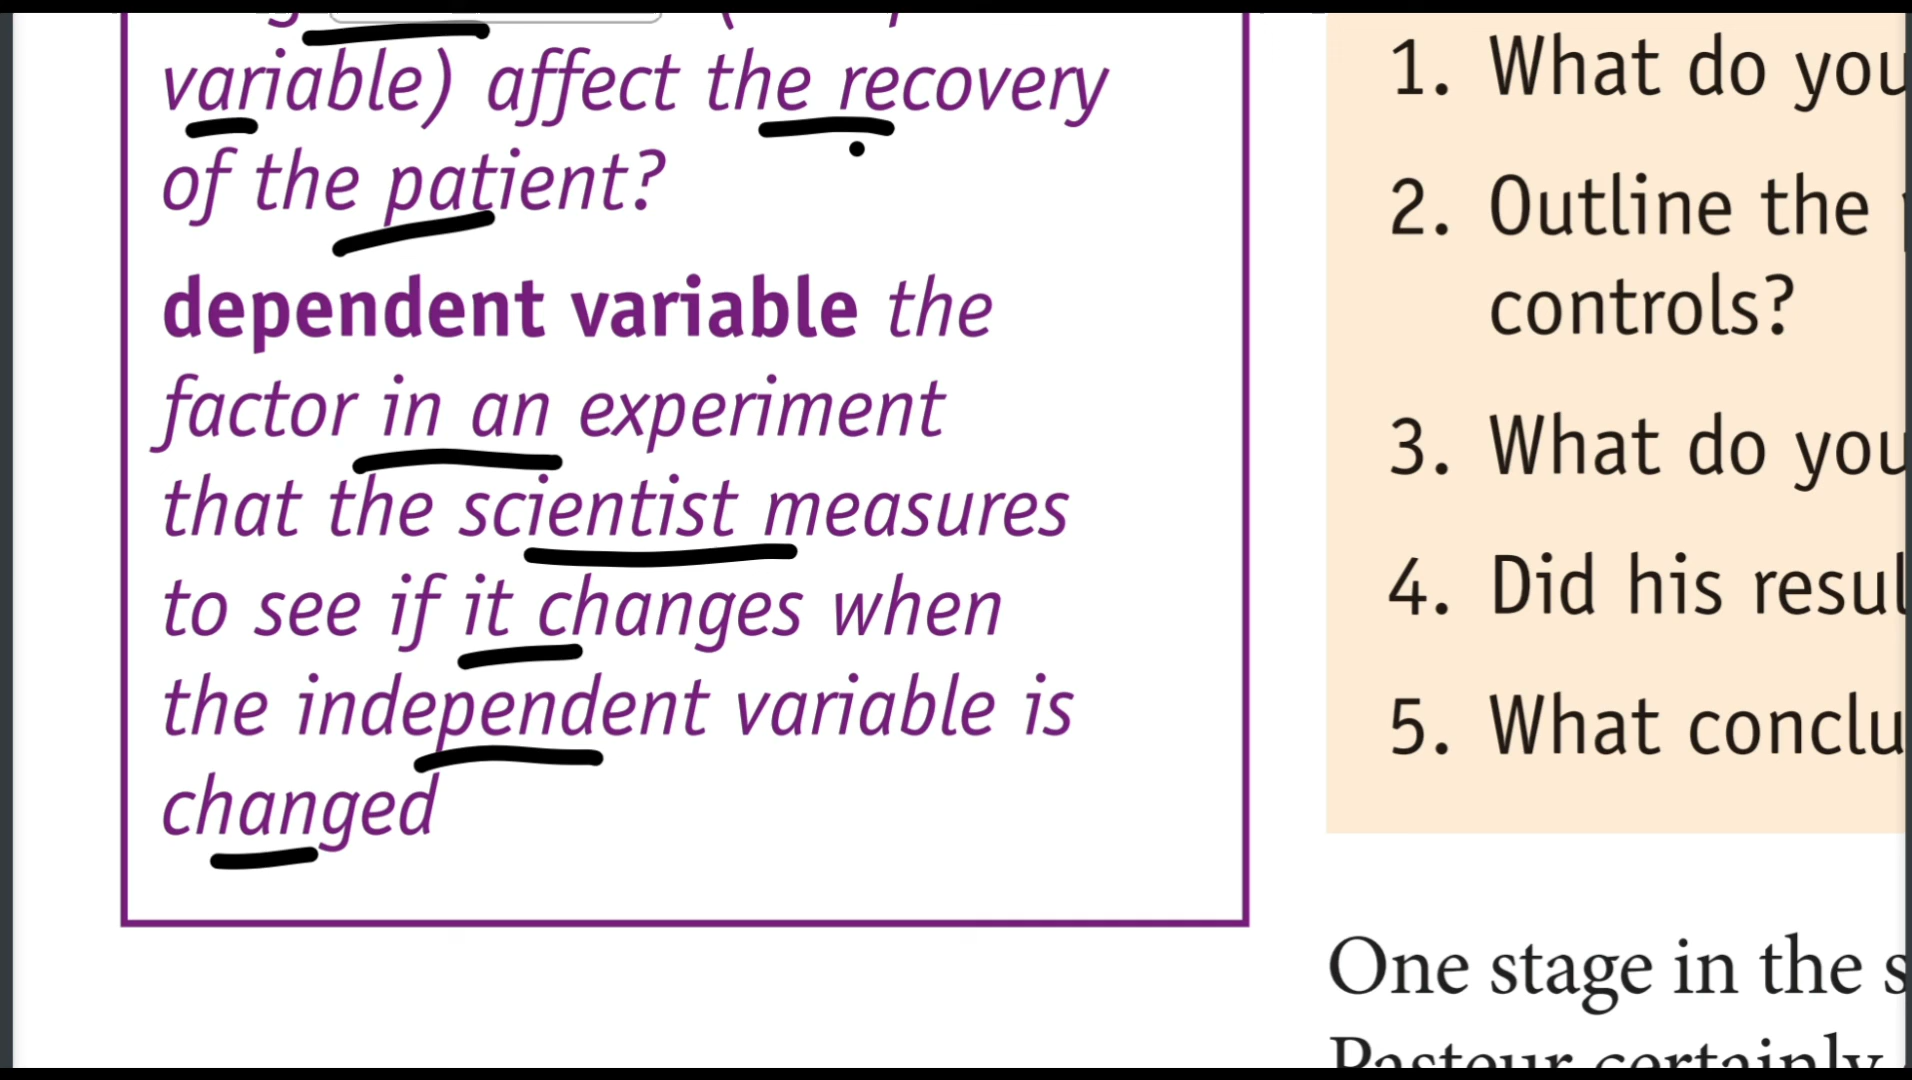 variable) affect the recovery
of the patient?
dependent variable the
factor in an experiment
that the scientist measures
to see if it changes when
the independent variable is
changed
1. What do you
2. Outline the
controls?
3. What do you
4. Did his resul
5. What conclu
One stage in the s
Pasteur certainly